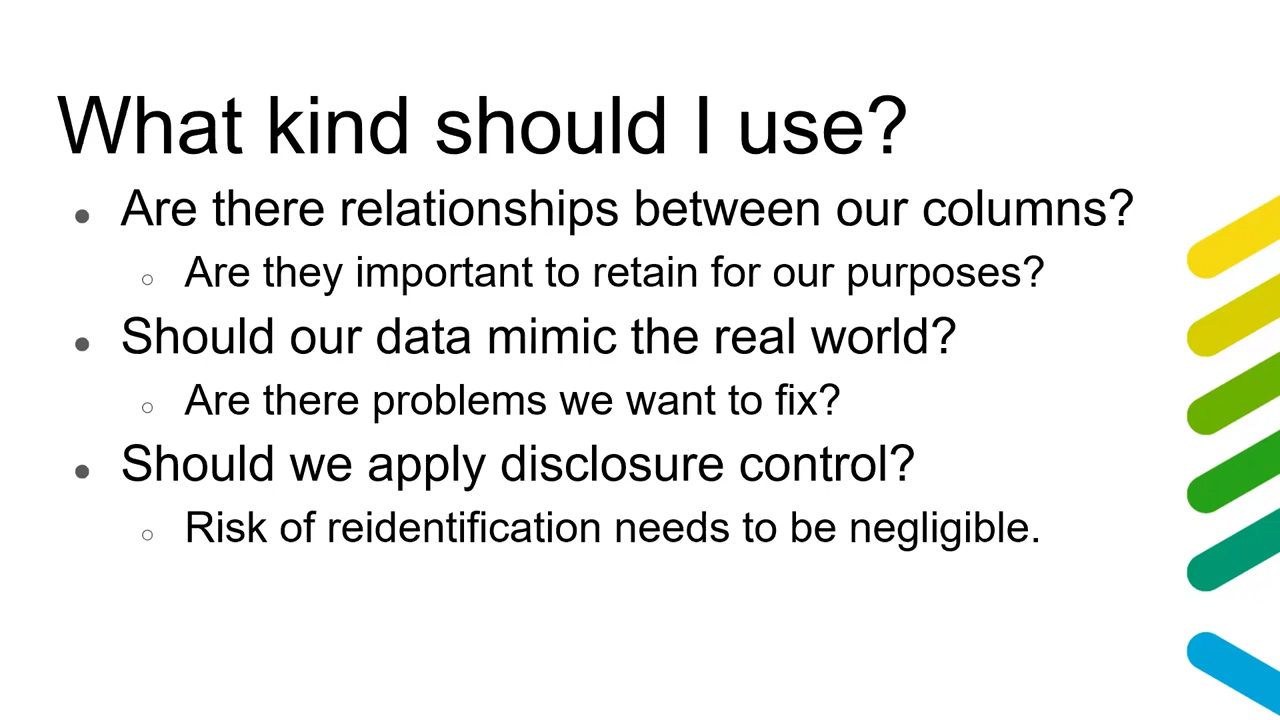 What kind should I use?
● Are there relationships between our columns?
○ Are they important to retain for our purposes?
● Should our data mimic the real world?
○ Are there problems we want to fix?
● Should we apply disclosure control?
○ Risk of reidentification needs to be negligible.